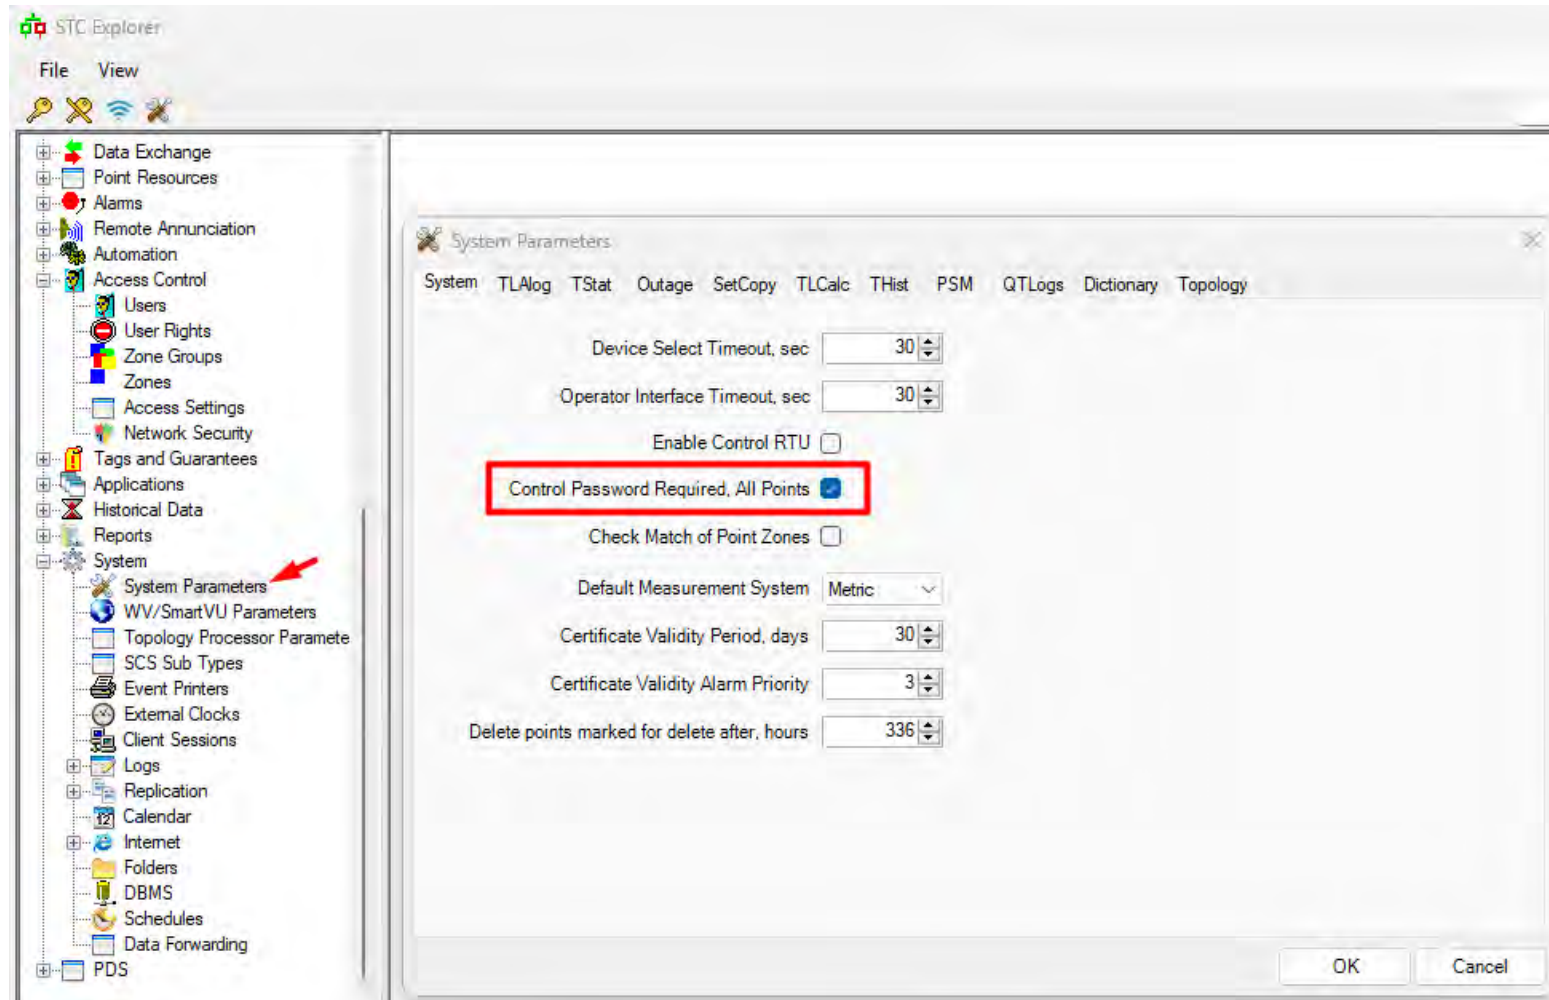 STC Explorer
File View
Data Exchange
Point Resources
Alarms
Remote Annunciation
Automation
Access Control
Users
User Rights
Zone Groups
Zones
Access Settings
Network Security
Tags and Guarantees
Applications
Historical Data
Reports
System
System Parameters
WV/SmartVU Parameters
Topology Processor Paramete
SCS Sub Types
Event Printers
External Clocks
Client Sessions
Logs
Replication
12
Calendar
Internet
Folders
DBMS
Schedules
Data Forwarding
PDS
System Parameters
System TLAlog TStat Outage SetCopy TLCalc THist PSM QTLogs Dictionary Topology
Device Select Timeout, sec 30
Operator Interface Timeout, sec 30
Enable Control RTU
Control Password Required, All Points
Check Match of Point Zones
Default Measurement System Metric
Certificate Validity Period, days 30
Certificate Validity Alarm Priority 3
Delete points marked for delete after, hours 336
OK Cancel